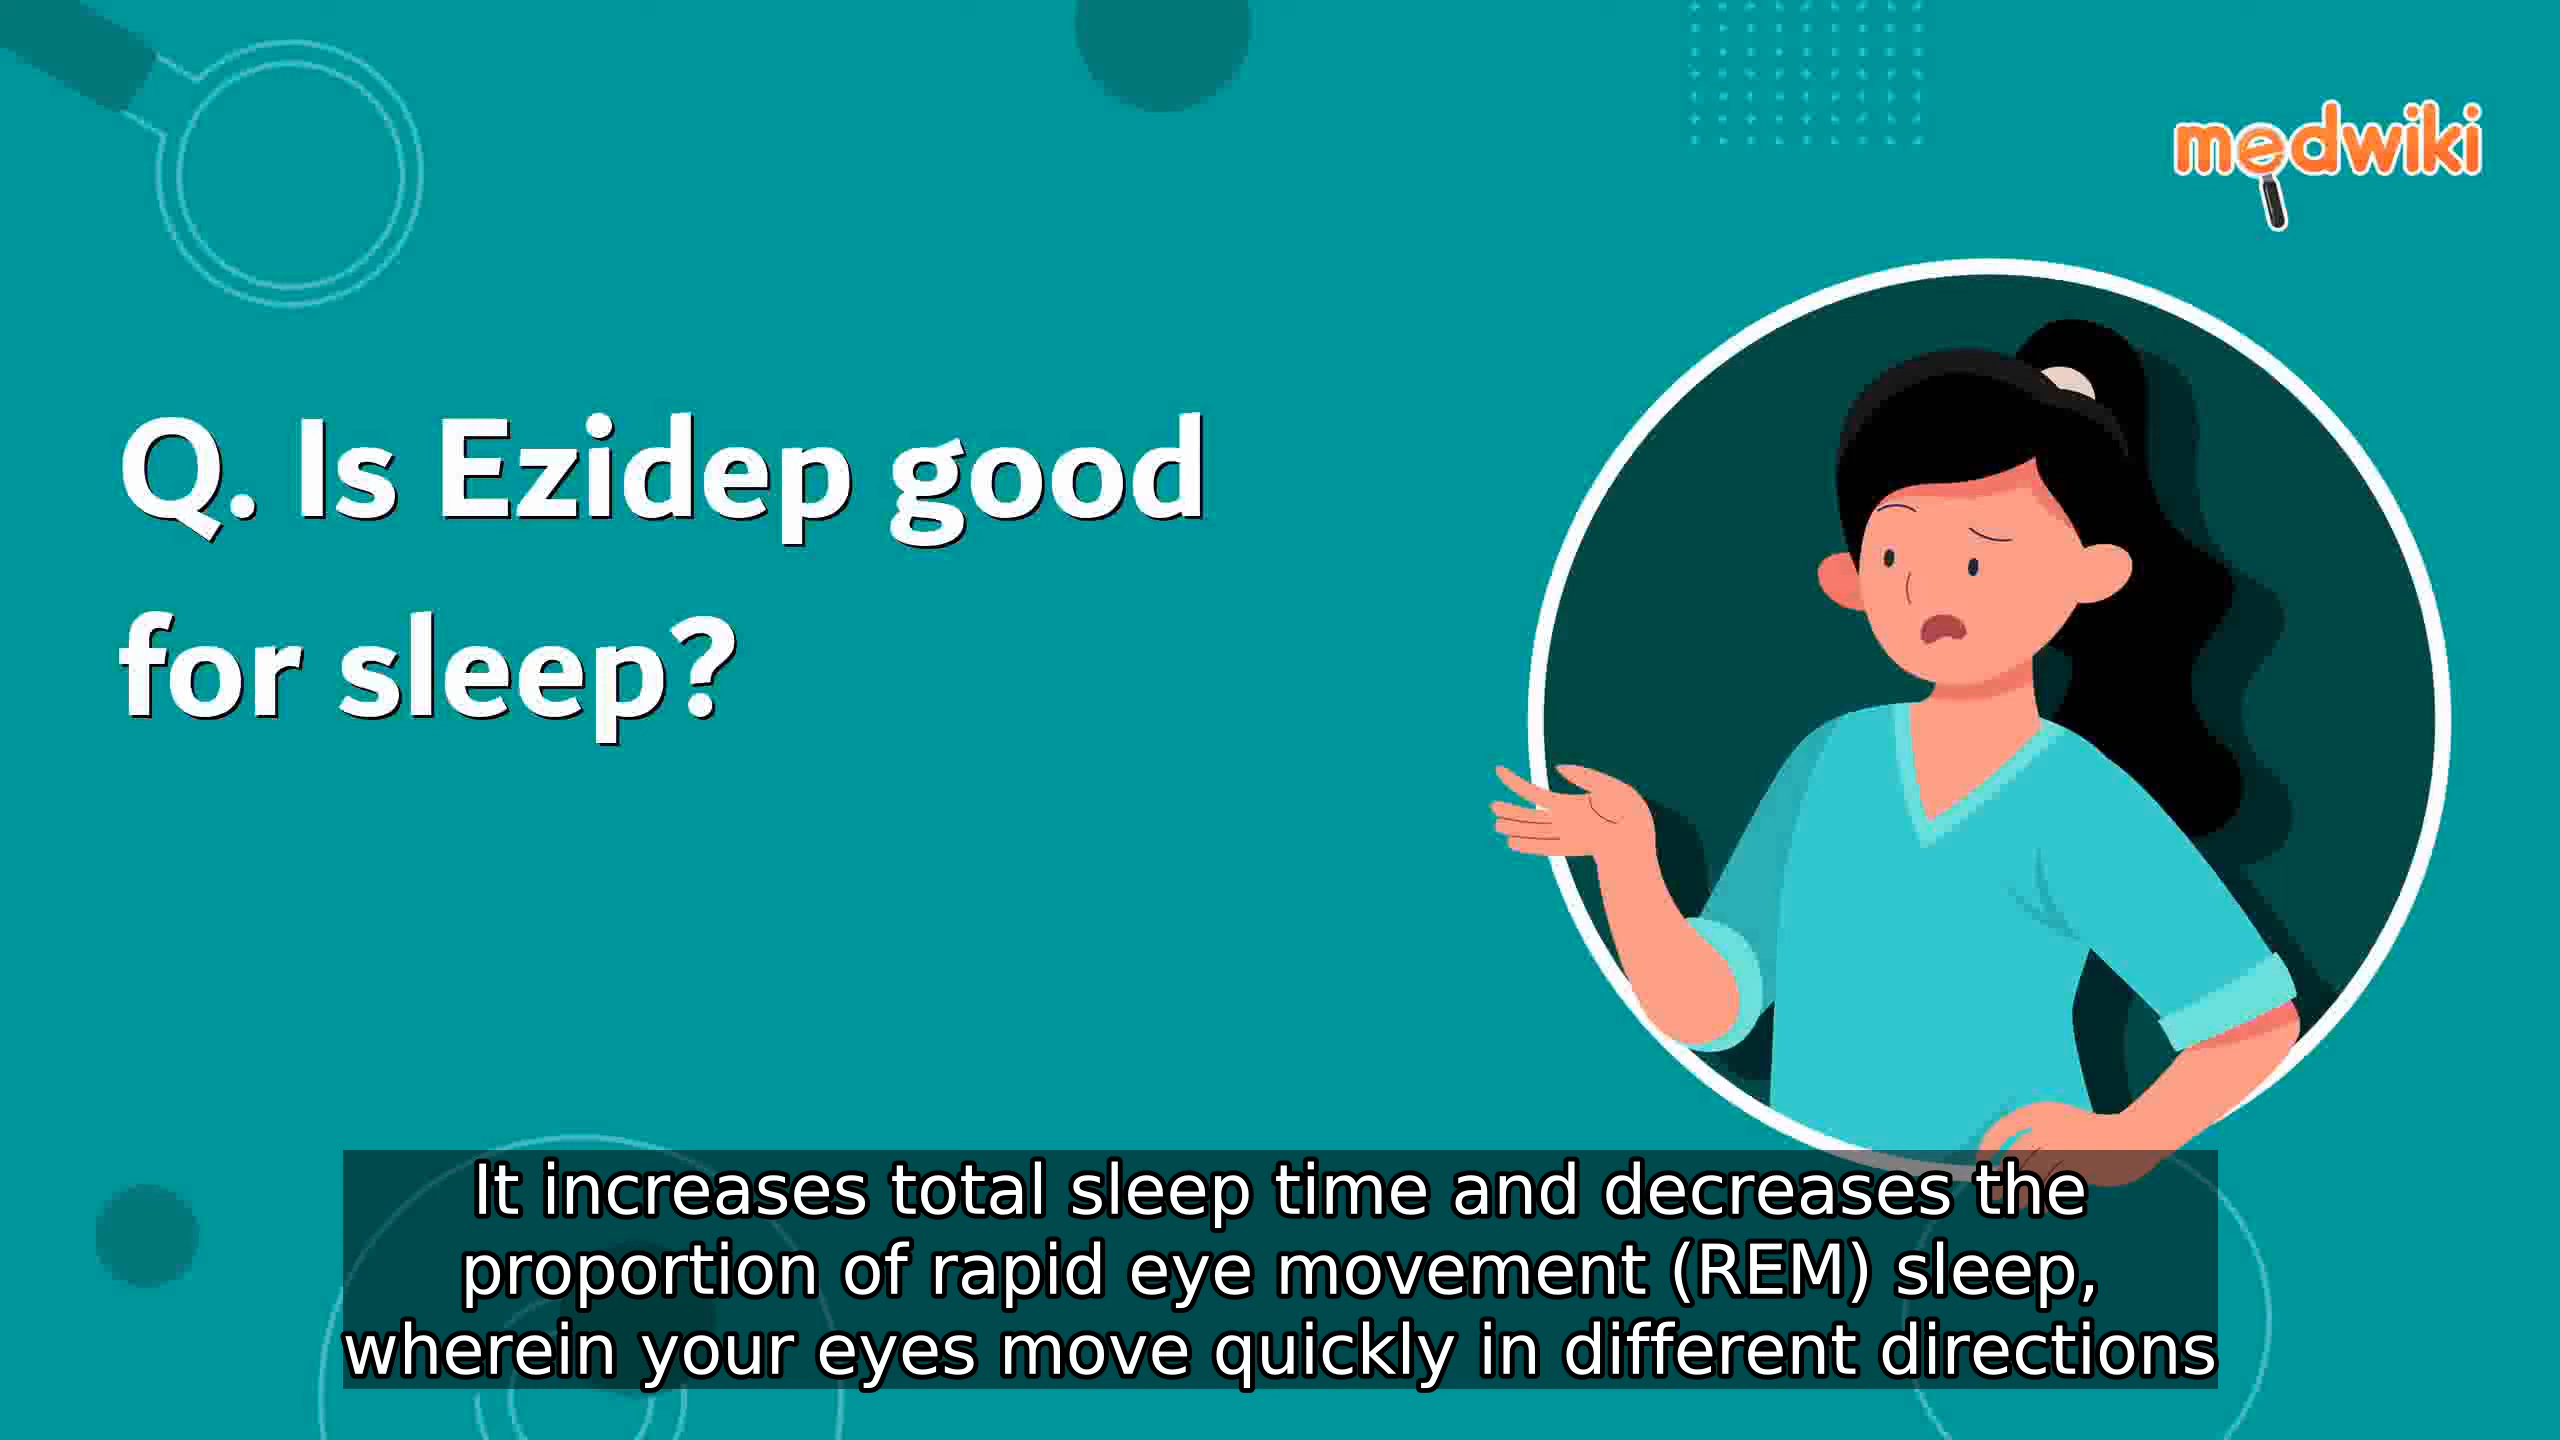 medwiki
Q. Is Ezidep good
for sleep?
It increases total sleep time and decreases the
proportion of rapid eye movement (REM) sleep,
wherein your eyes move quickly in different directions